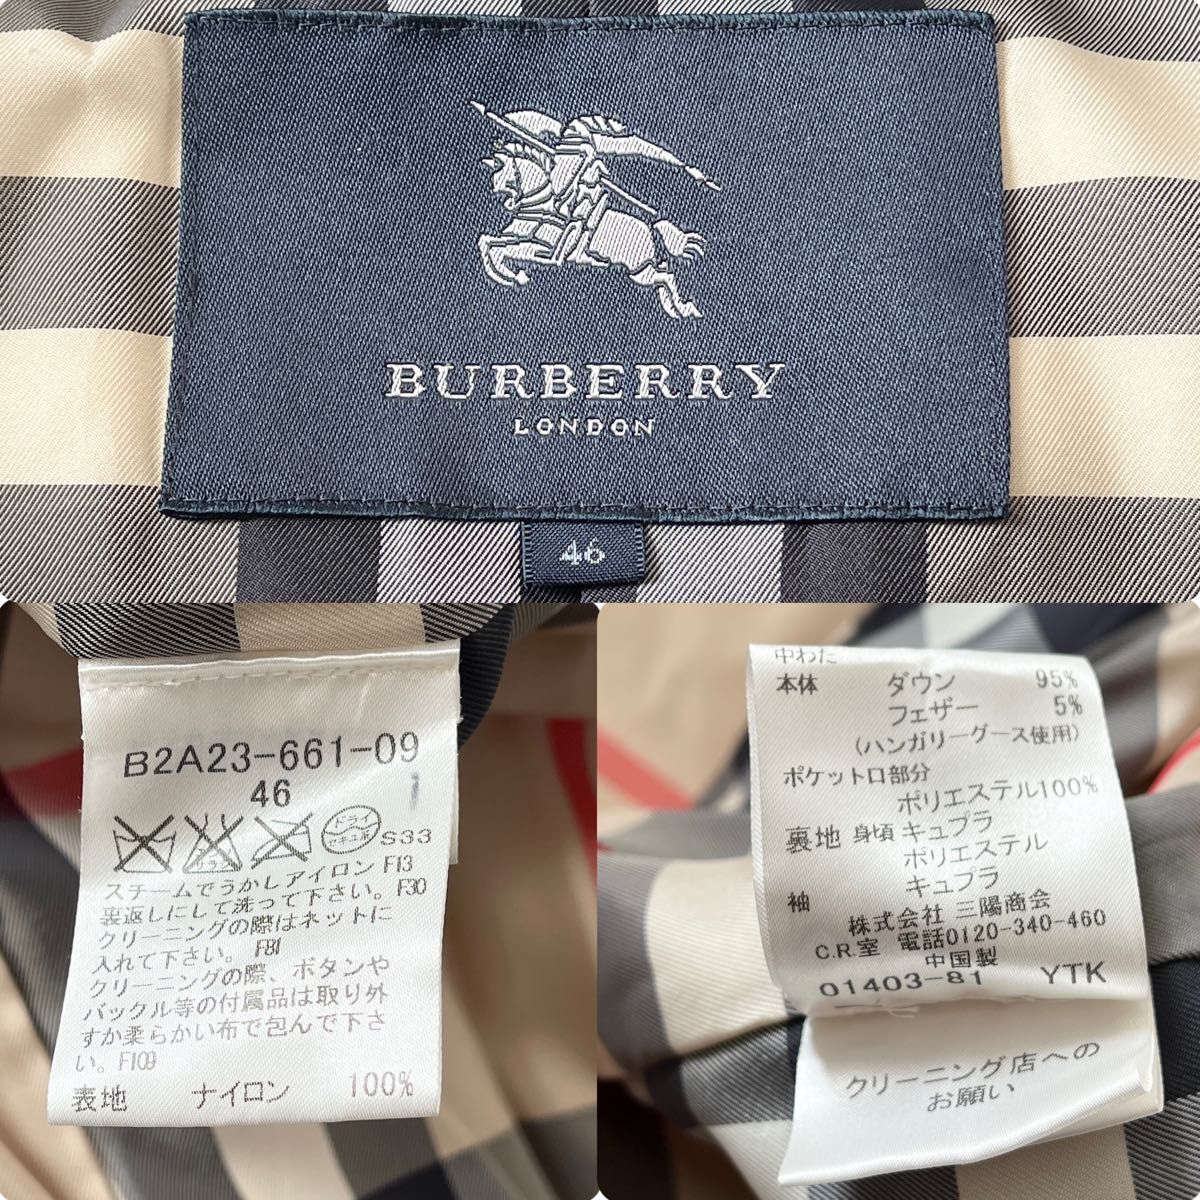 BURBERRY
LONDON
46
B2A23-661-09
46 1
ドライ S33
スチームでうかしアイロン F13
裏返しにして洗って下さい。F30
クリーニングの際はネットに
入れて下さい。 F81
クリーニングの際、ボタンや
バックル等の付属品は取り外
すか柔らかい布で包んで下さ
い。F109
表地 ナイロン 100%
中わた
本体 ダウン 95%
フェザー 5%
(ハンガリーグース使用)
ポケット口部分
ポリエステル100%
裏地 身頃 キュプラ
ポリエステル
袖 キュプラ
株式会社 三陽商会
C.R.室 電話0120-340-460
中国製
01403-81 YTK
クリーニング店への
お願い